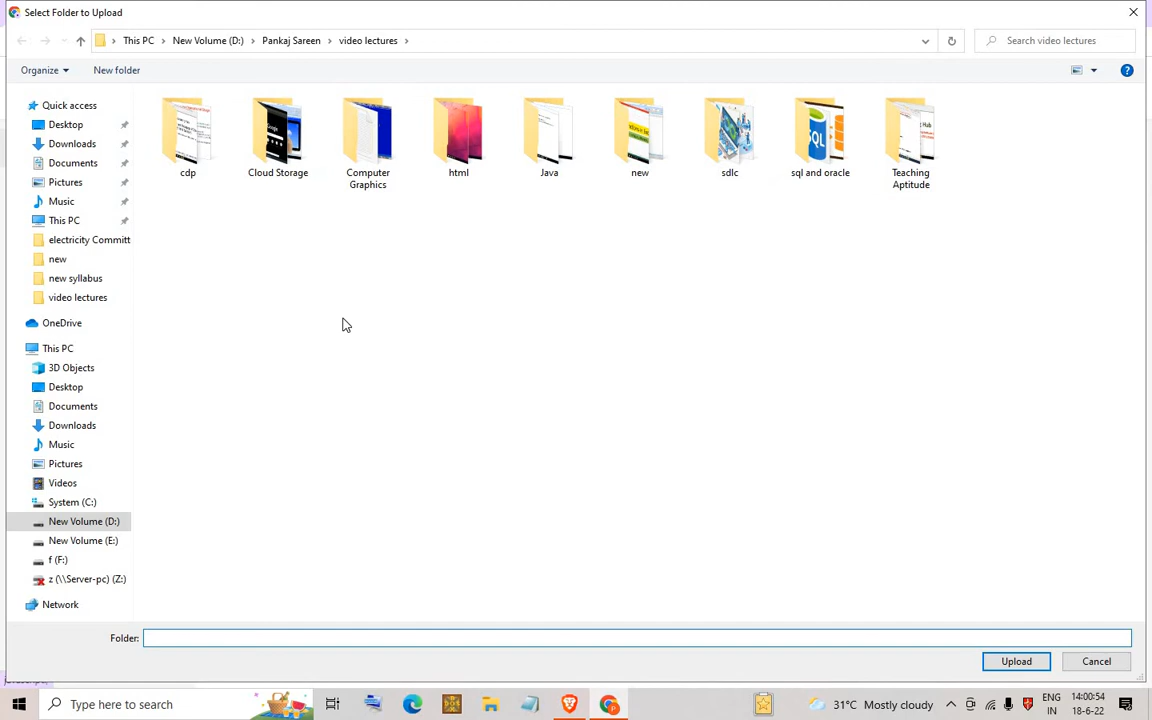 Select Folder to Upload
This PC > New Volume (D:) > Pankaj Sareen > video lectures >
Search video lectures
Organize
New folder
Quick access
Desktop
Downloads
Documents
Pictures
Music
This PC
electricity Committ
new
new syllabus
video lectures
OneDrive
This PC
3D Objects
Desktop
Documents
Downloads
Music
Pictures
Videos
System (C:)
New Volume (D:)
New Volume (E:)
f (F:)
z (\\Server-pc) (Z:)
Network
cdp
Cloud Storage
Computer
Graphics
html
Java
new
sdlc
sql and oracle
Teaching
Aptitude
SQL
Hub
Folder:
Upload
Cancel
Type here to search
31°C Mostly cloudy
ENG
IN
14:00:54
18-6-22